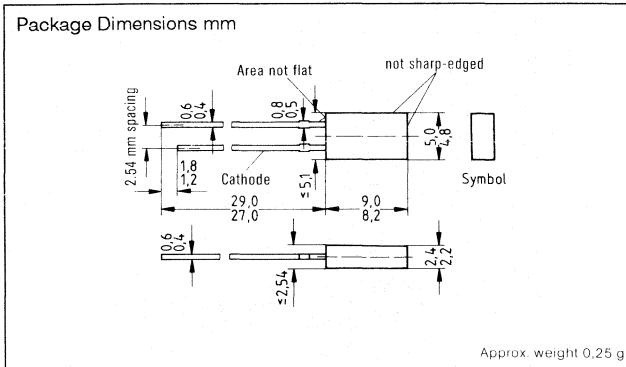 Package Dimensions mm
Area not flat
not sharp-edged
2.54 mm spacing
0,6
0,4
0,8
0,5
5,0
4,8
1,8
1,2
Cathode
≤5,1
Symbol
29,0
27,0
9,0
8,2
0,6
0,4
≤2,54
2,4
2,2
Approx. weight 0,25 g